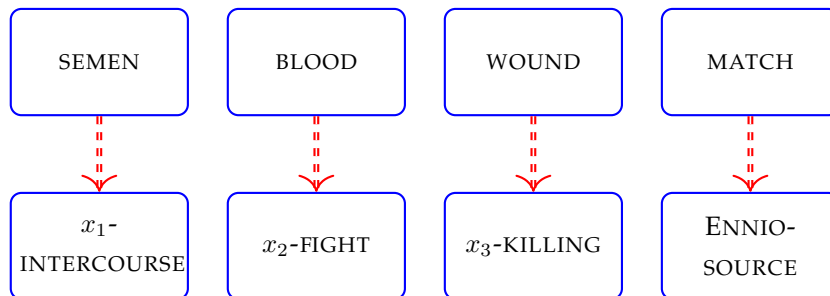 SEMEN BLOOD WOUND MATCH
x₁-
INTERCOURSE
x₂-FIGHT
x₃-KILLING
ENNIO-
SOURCE